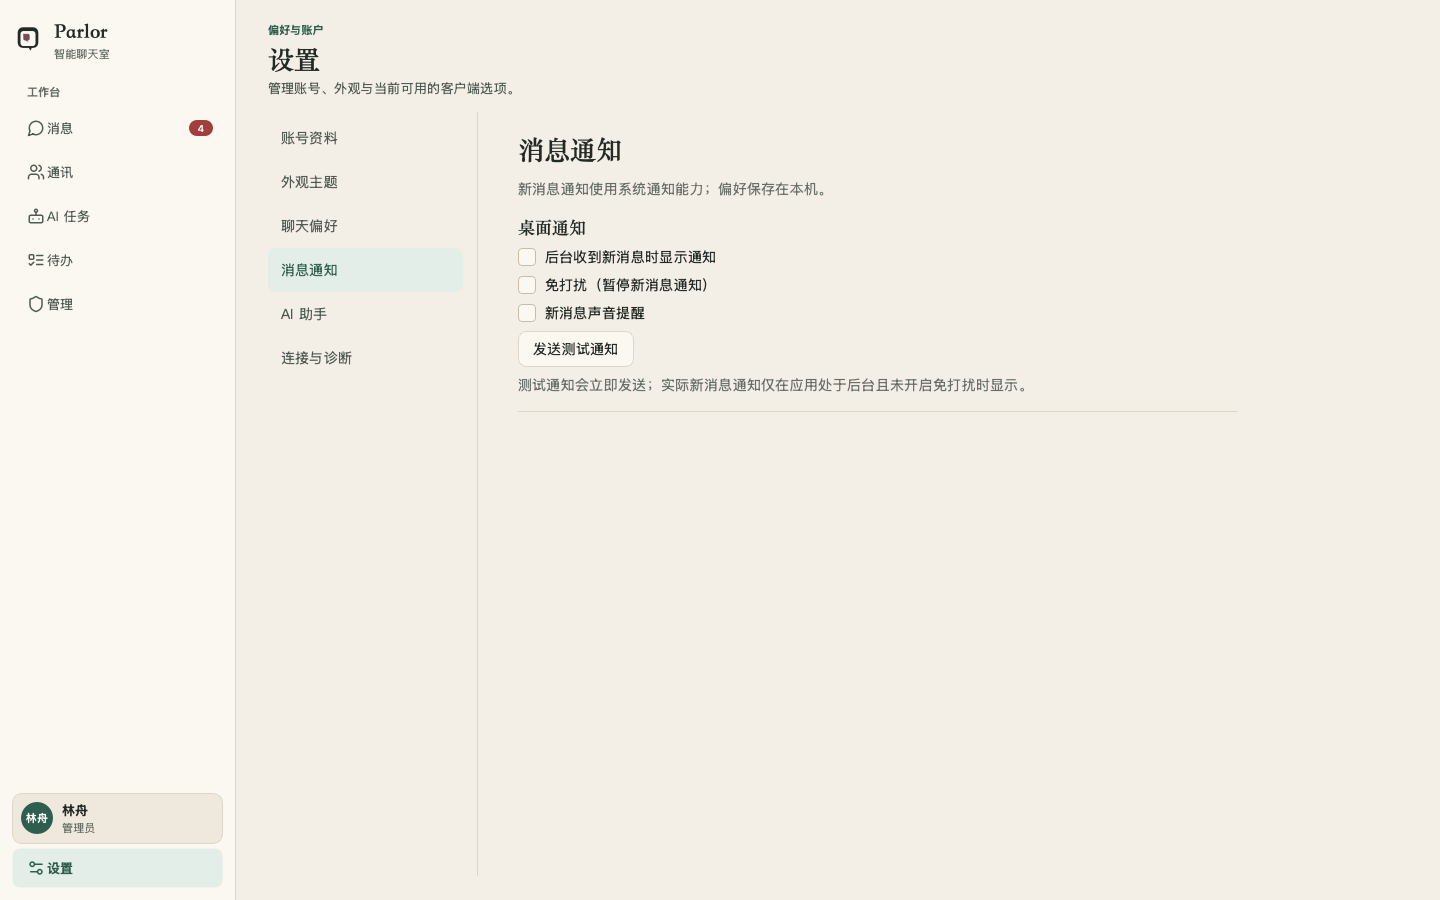 Parlor
智能聊天室
工作台
消息
4
通讯
AI 任务
待办
管理
林舟
林舟
管理员
设置
偏好与账户
设置
管理账号、外观与当前可用的客户端选项。
账号资料
外观主题
聊天偏好
消息通知
AI 助手
连接与诊断
消息通知
新消息通知使用系统通知能力；偏好保存在本机。
桌面通知
后台收到新消息时显示通知
免打扰（暂停新消息通知）
新消息声音提醒
发送测试通知
测试通知会立即发送；实际新消息通知仅在应用处于后台且未开启免打扰时显示。